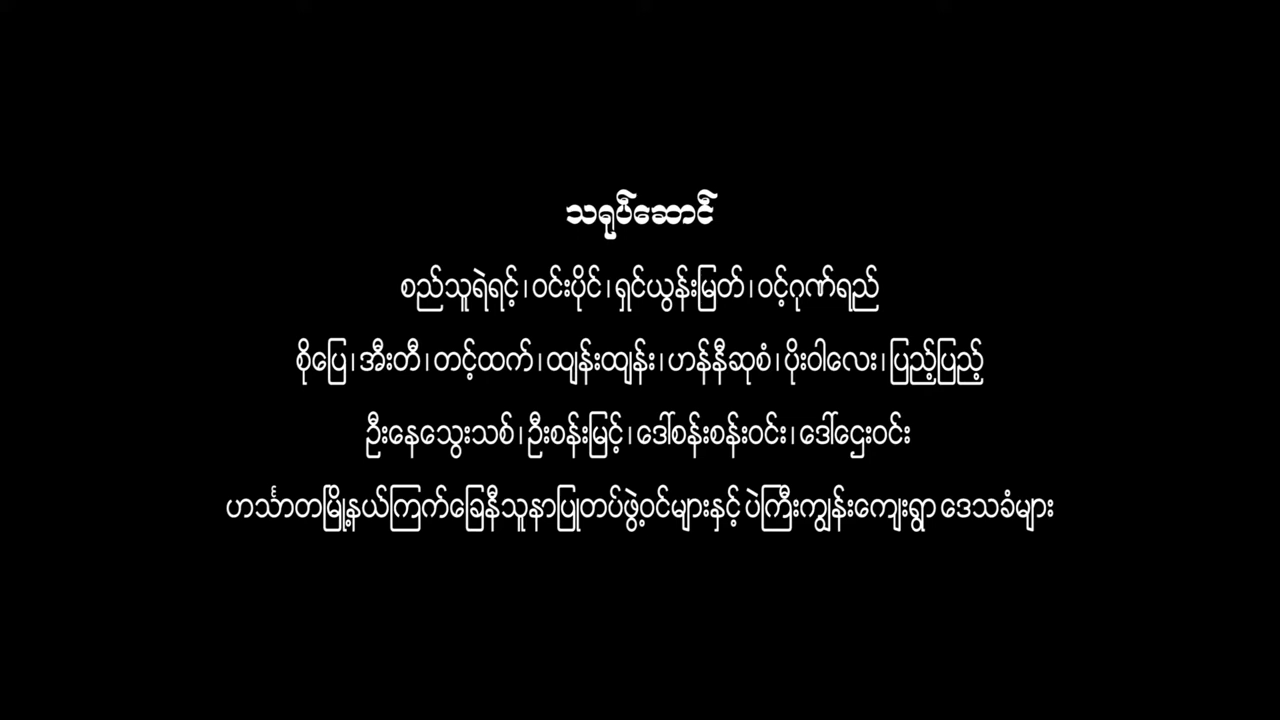 သရုပ်ဆောင်
စည်သူရဲရင့်၊ ဝင်းပိုင်၊ ရှင်ယွန်းမြတ်၊ ဝင့်ဂုဏ်ရည်
စိုပြေ၊ အီးတီ၊ တင့်ထက်၊ ထျန်းထျန်း၊ ဟန်နီဆုစံ၊ ပိုးဝါလေး၊ ပြည့်ပြည့်
ဦးနေသွေးသစ်၊ ဦးစန်းမြင့်၊ ဒေါ်စန်းစန်းဝင်း၊ ဒေါ်ဌေးဝင်း
ဟင်္သာတမြို့နယ်ကြက်ခြေနီသူနာပြုတပ်ဖွဲ့ဝင်များနှင့် ပဲကြီးကျွန်းကျေးရွာ ဒေသခံများ